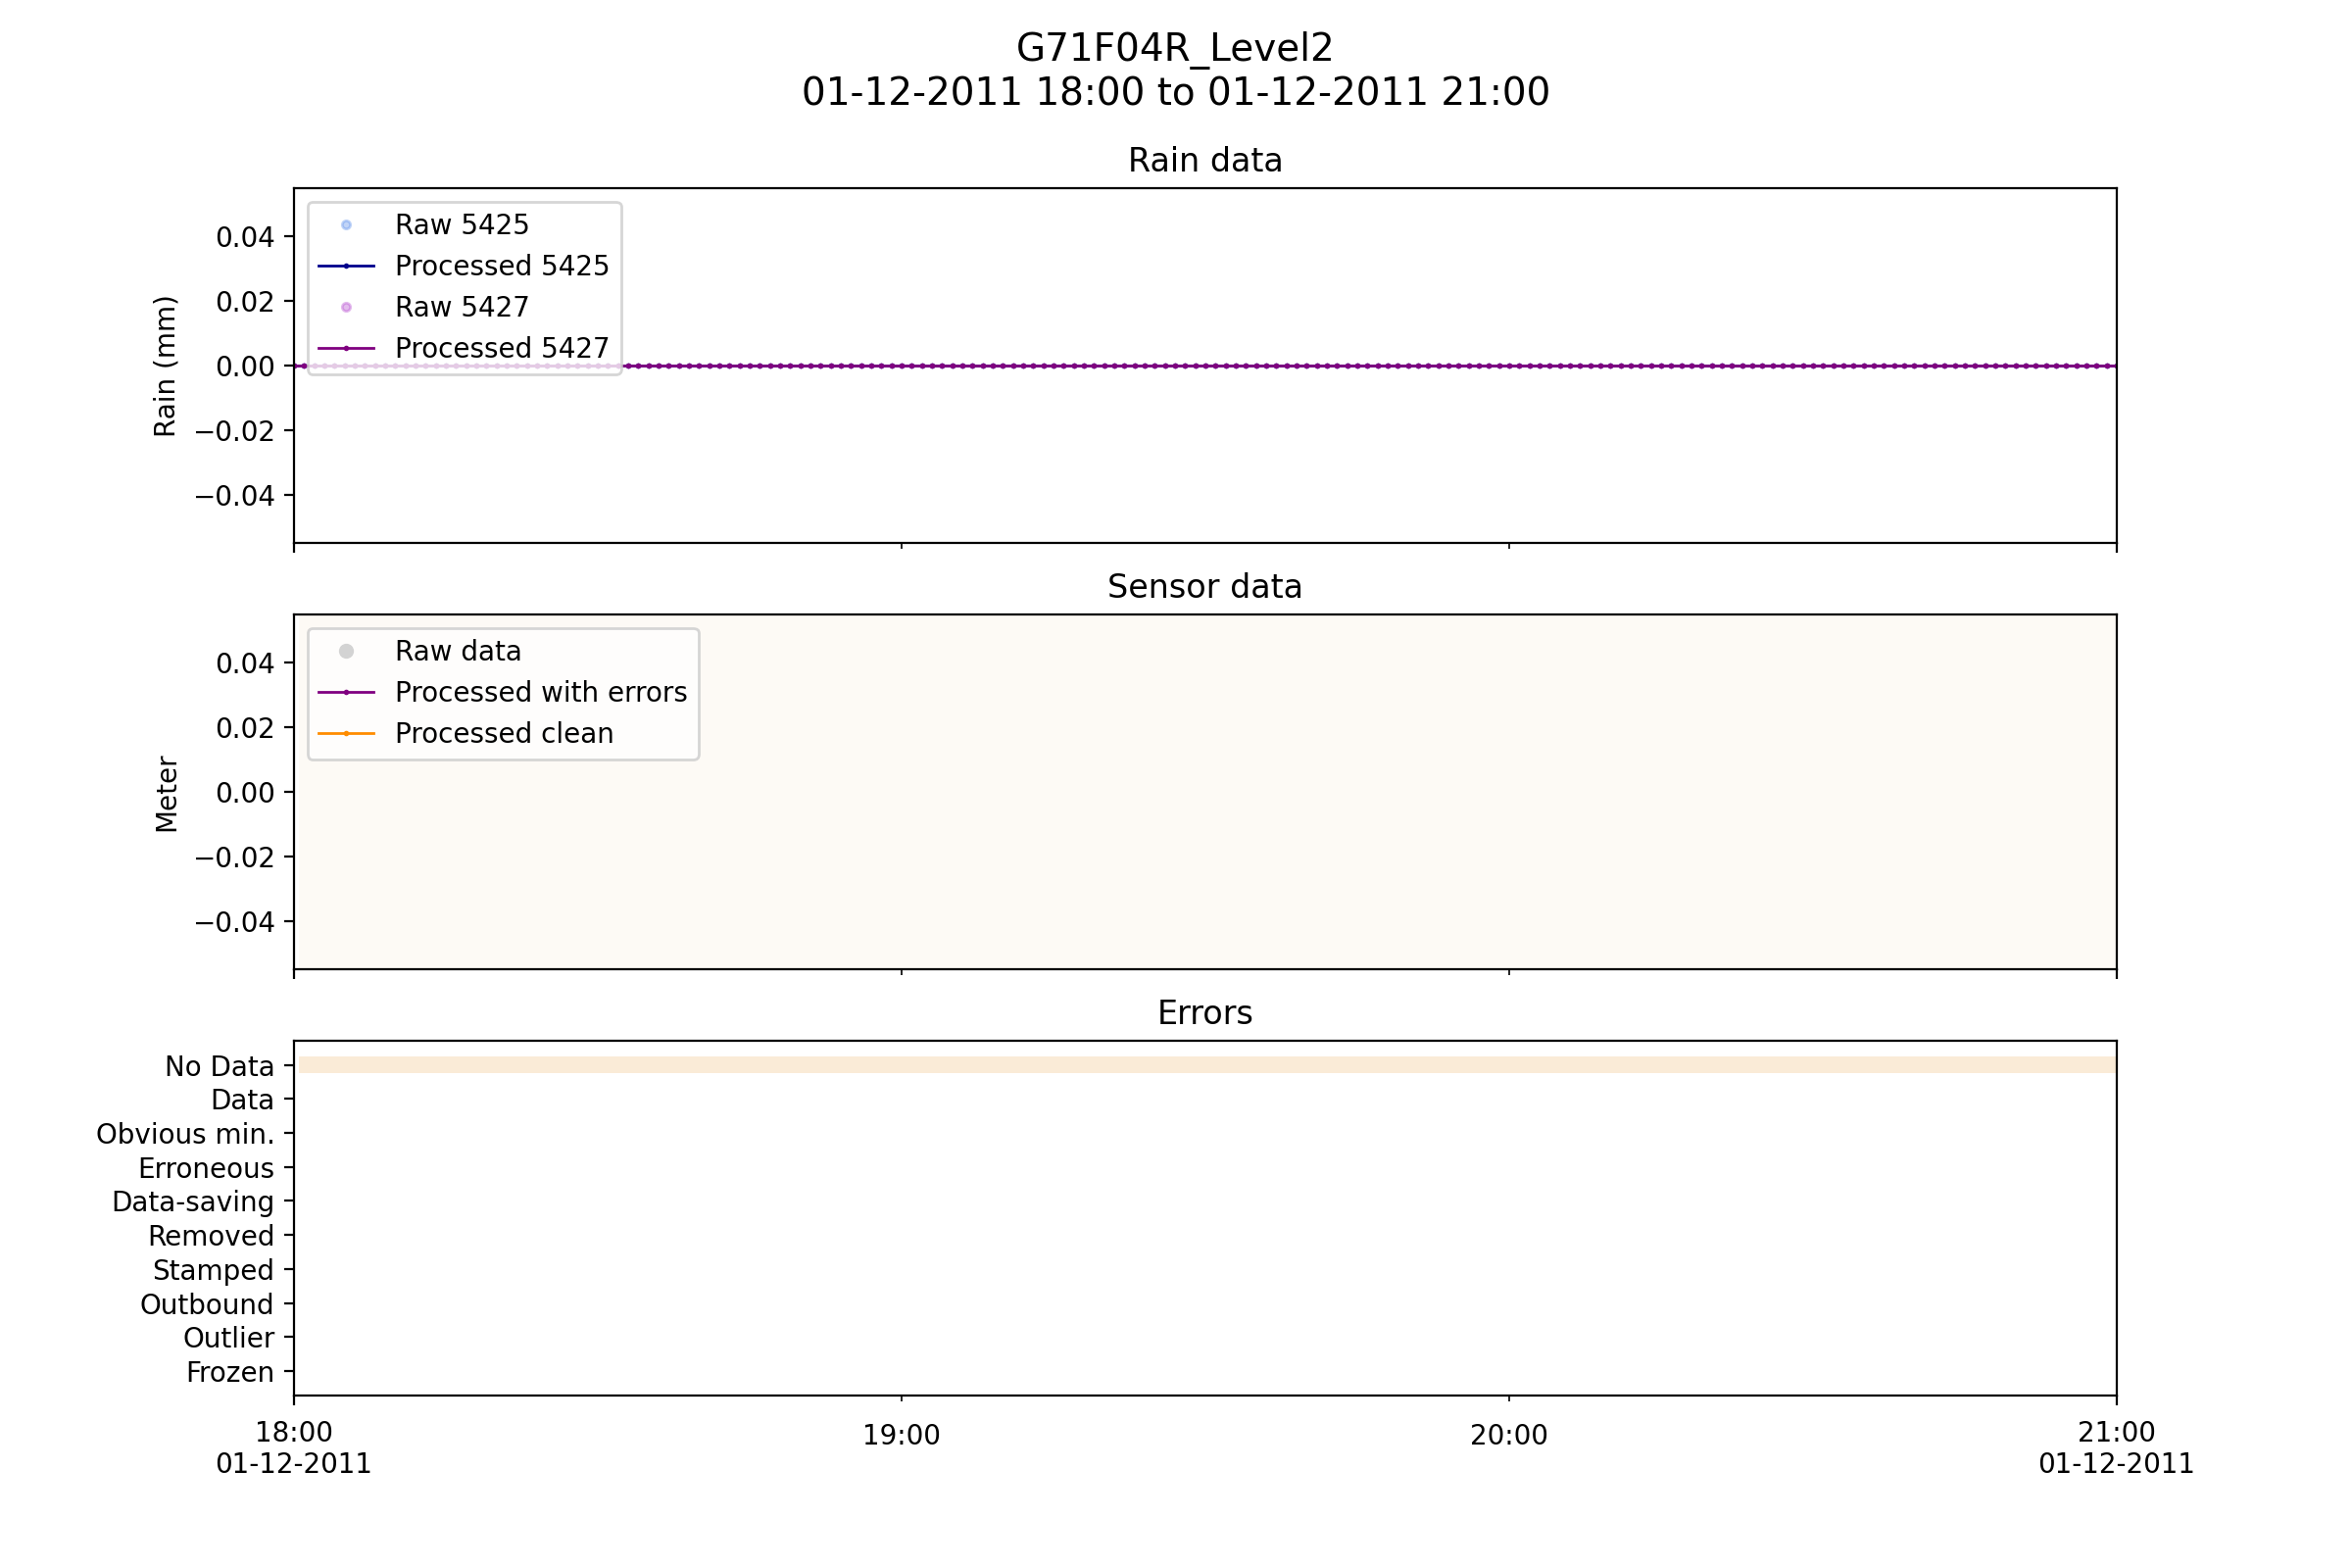 G71F04R_Level2
01-12-2011 18:00 to 01-12-2011 21:00
Rain data
Rain (mm)
0.04
0.02
0.00
−0.02
−0.04
Raw 5425
Processed 5425
Raw 5427
Processed 5427
Sensor data
Meter
0.04
0.02
0.00
−0.02
−0.04
Raw data
Processed with errors
Processed clean
Errors
No Data
Data
Obvious min.
Erroneous
Data-saving
Removed
Stamped
Outbound
Outlier
Frozen
18:00
01-12-2011
19:00
20:00
21:00
01-12-2011